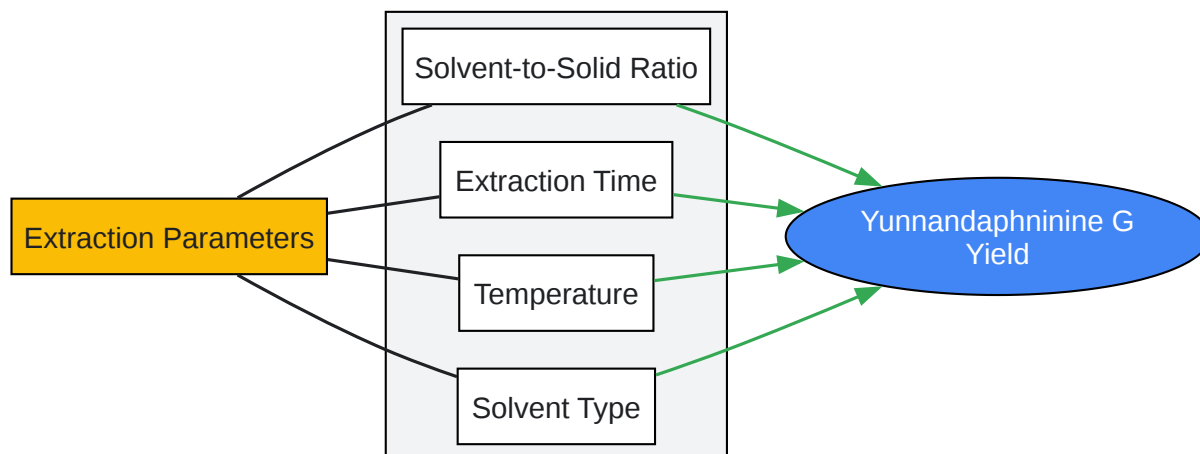 Solvent-to-Solid Ratio
Extraction Time
Extraction Parameters
Temperature
Solvent Type
Yunnandaphninine G
Yield